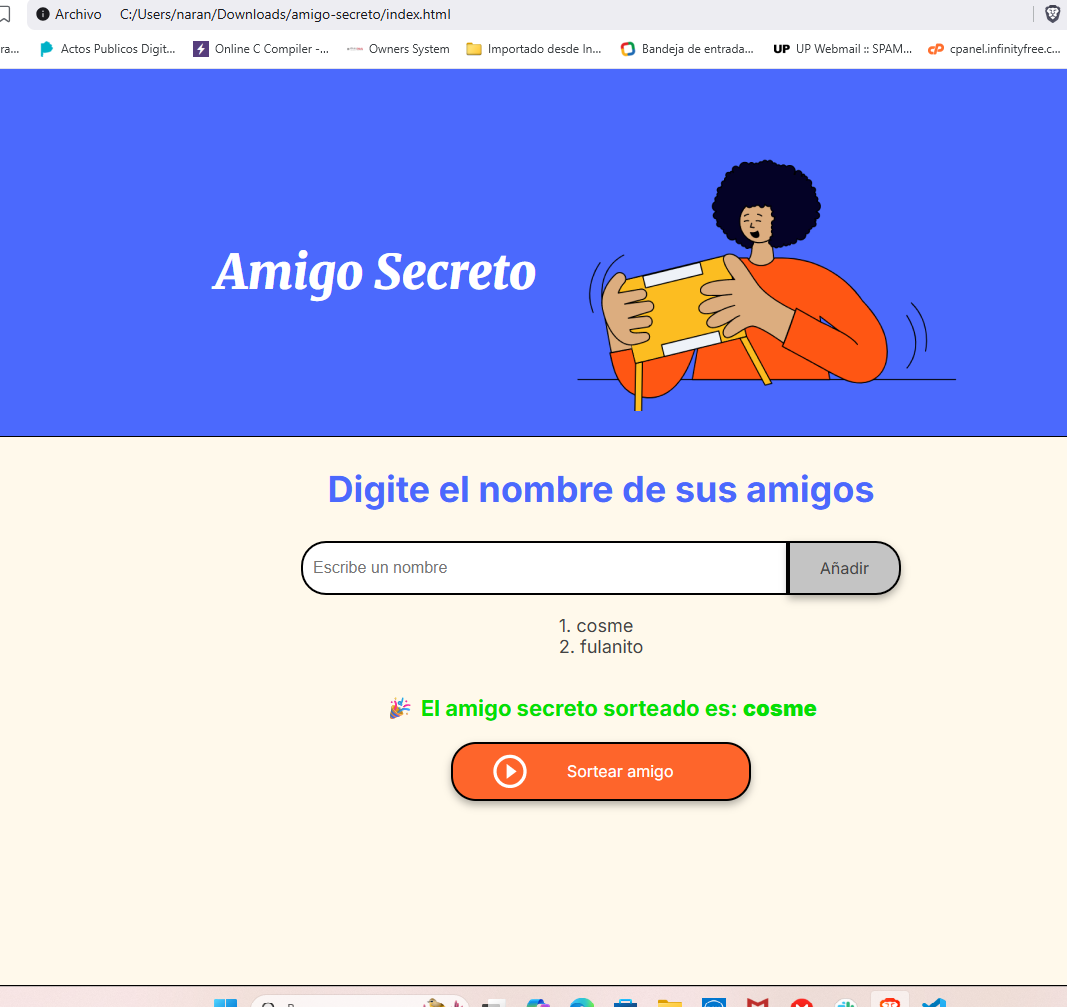 Archivo C:/Users/naran/Downloads/amigo-secreto/index.html
ra... Actos Publicos Digit... Online C Compiler -... Owners System Importado desde In... Bandeja de entrada... UP UP Webmail :: SPAM... cP cpanel.infinityfree.c...
Amigo Secreto
Digite el nombre de sus amigos
Escribe un nombre Añadir
1. cosme
2. fulanito
🎉 El amigo secreto sorteado es: cosme
Sortear amigo